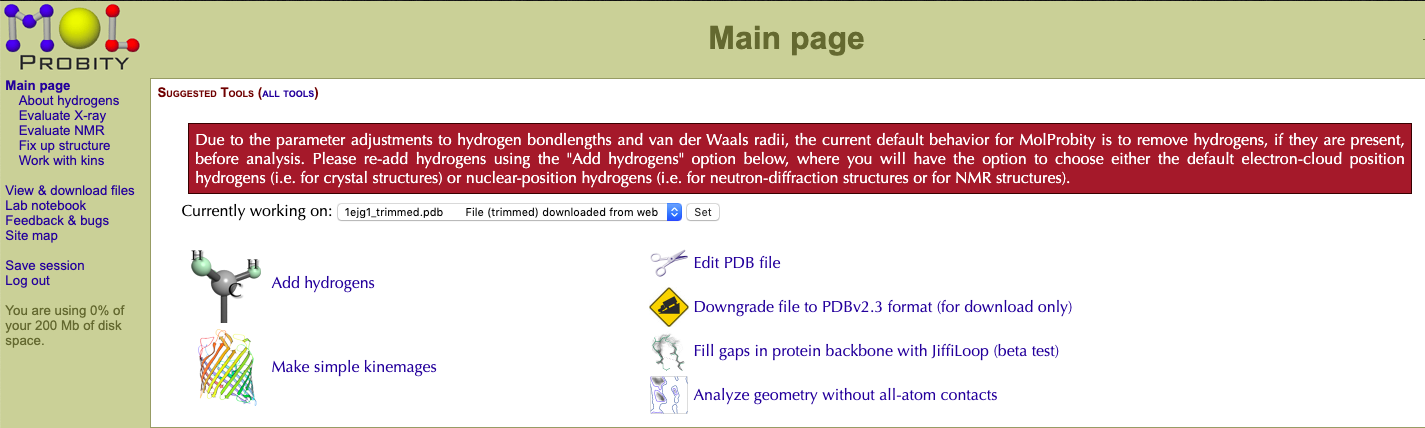 MOL
PROBITY
Main page
Main page
About hydrogens
Evaluate X-ray
Evaluate NMR
Fix up structure
Work with kins
View & download files
Lab notebook
Feedback & bugs
Site map
Save session
Log out
You are using 0% of
your 200 Mb of disk
space.
Suggested Tools (all tools)
Due to the parameter adjustments to hydrogen bondlengths and van der Waals radii, the current default behavior for MolProbity is to remove hydrogens, if they are present,
before analysis. Please re-add hydrogens using the "Add hydrogens" option below, where you will have the option to choose either the default electron-cloud position
hydrogens (i.e. for crystal structures) or nuclear-position hydrogens (i.e. for neutron-diffraction structures or for NMR structures).
Currently working on: 1ejg1_trimmed.pdb File (trimmed) downloaded from web Set
H
H
C
Add hydrogens
Make simple kinemages
Edit PDB file
Downgrade file to PDBv2.3 format (for download only)
Fill gaps in protein backbone with JiffiLoop (beta test)
Analyze geometry without all-atom contacts